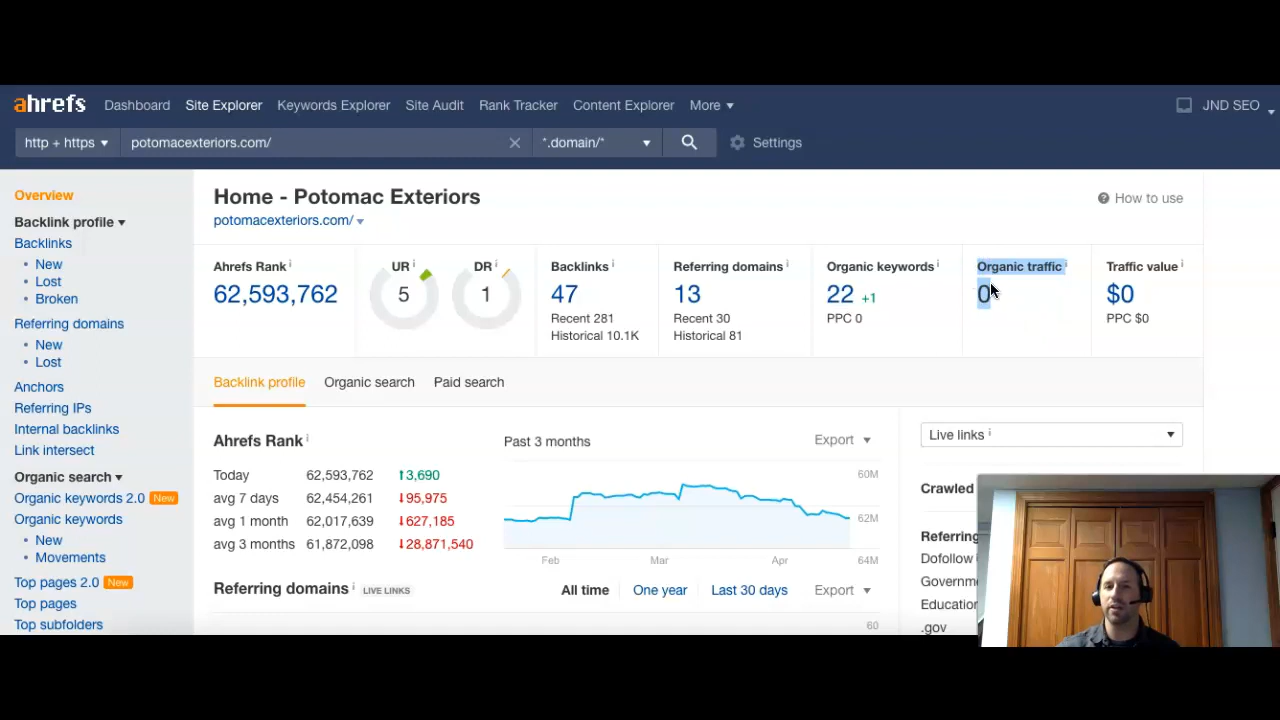 ahrefs Dashboard Site Explorer Keywords Explorer Site Audit Rank Tracker Content Explorer More JND SEO
http + https potomacexteriors.com/ *.domain/* Settings
Overview
Backlink profile
Backlinks
New
Lost
Broken
Referring domains
New
Lost
Anchors
Referring IPs
Internal backlinks
Link intersect
Organic search
Organic keywords 2.0 New
Organic keywords
New
Movements
Top pages 2.0 New
Top pages
Top subfolders
Home - Potomac Exteriors
How to use
potomacexteriors.com/
Ahrefs Rank
62,593,762
UR
5
DR
1
Backlinks
47
Recent 281
Historical 10.1K
Referring domains
13
Recent 30
Historical 81
Organic keywords
22 +1
PPC 0
Organic traffic
0
Traffic value
$0
PPC $0
Backlink profile Organic search Paid search
Ahrefs Rank
Today 62,593,762 ↑3,690
avg 7 days 62,454,261 ↓95,975
avg 1 month 62,017,639 ↓627,185
avg 3 months 61,872,098 ↓28,871,540
Past 3 months Export
60M
62M
64M
Feb Mar Apr
Referring domains LIVE LINKS All time One year Last 30 days Export
60
Live links
Crawled
Referring
Dofollow
Governme
Education
.gov